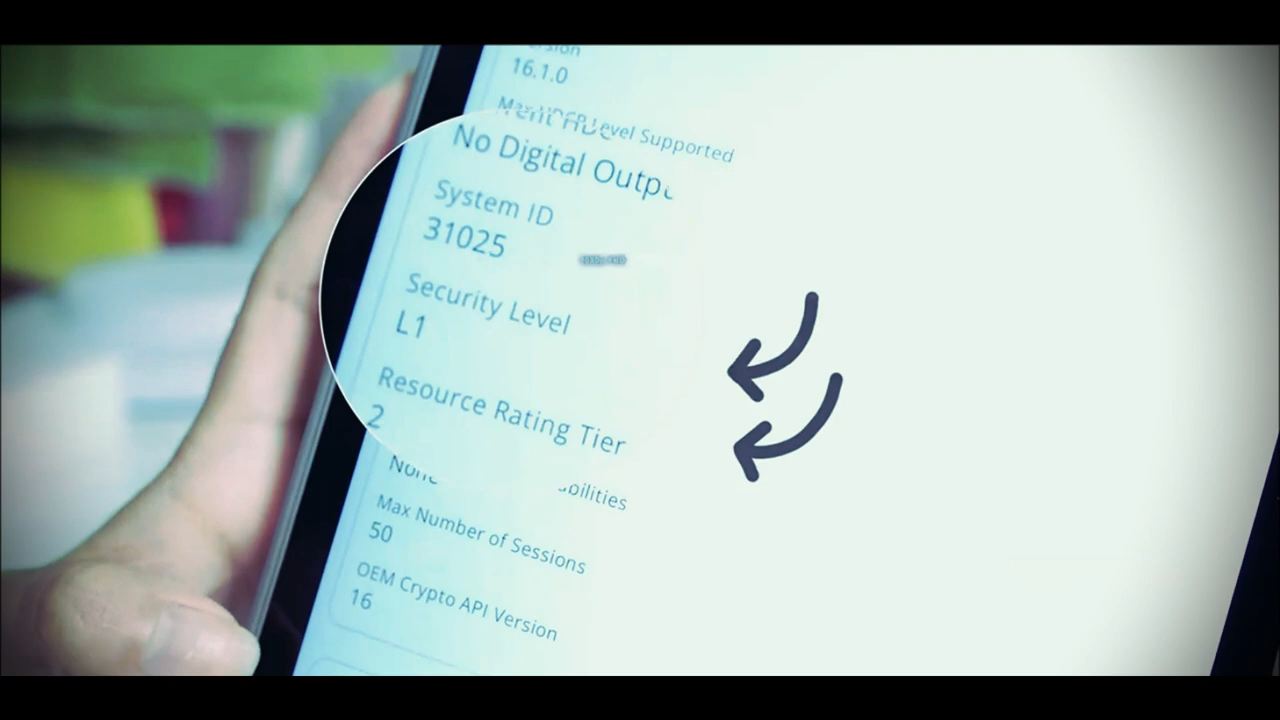 16.1.0
Level Supported
No Digital
System ID
31025
Security Level
L1
Resource Rating Tier
2
Max Number of Sessions
50
OEM Crypto API Version
16